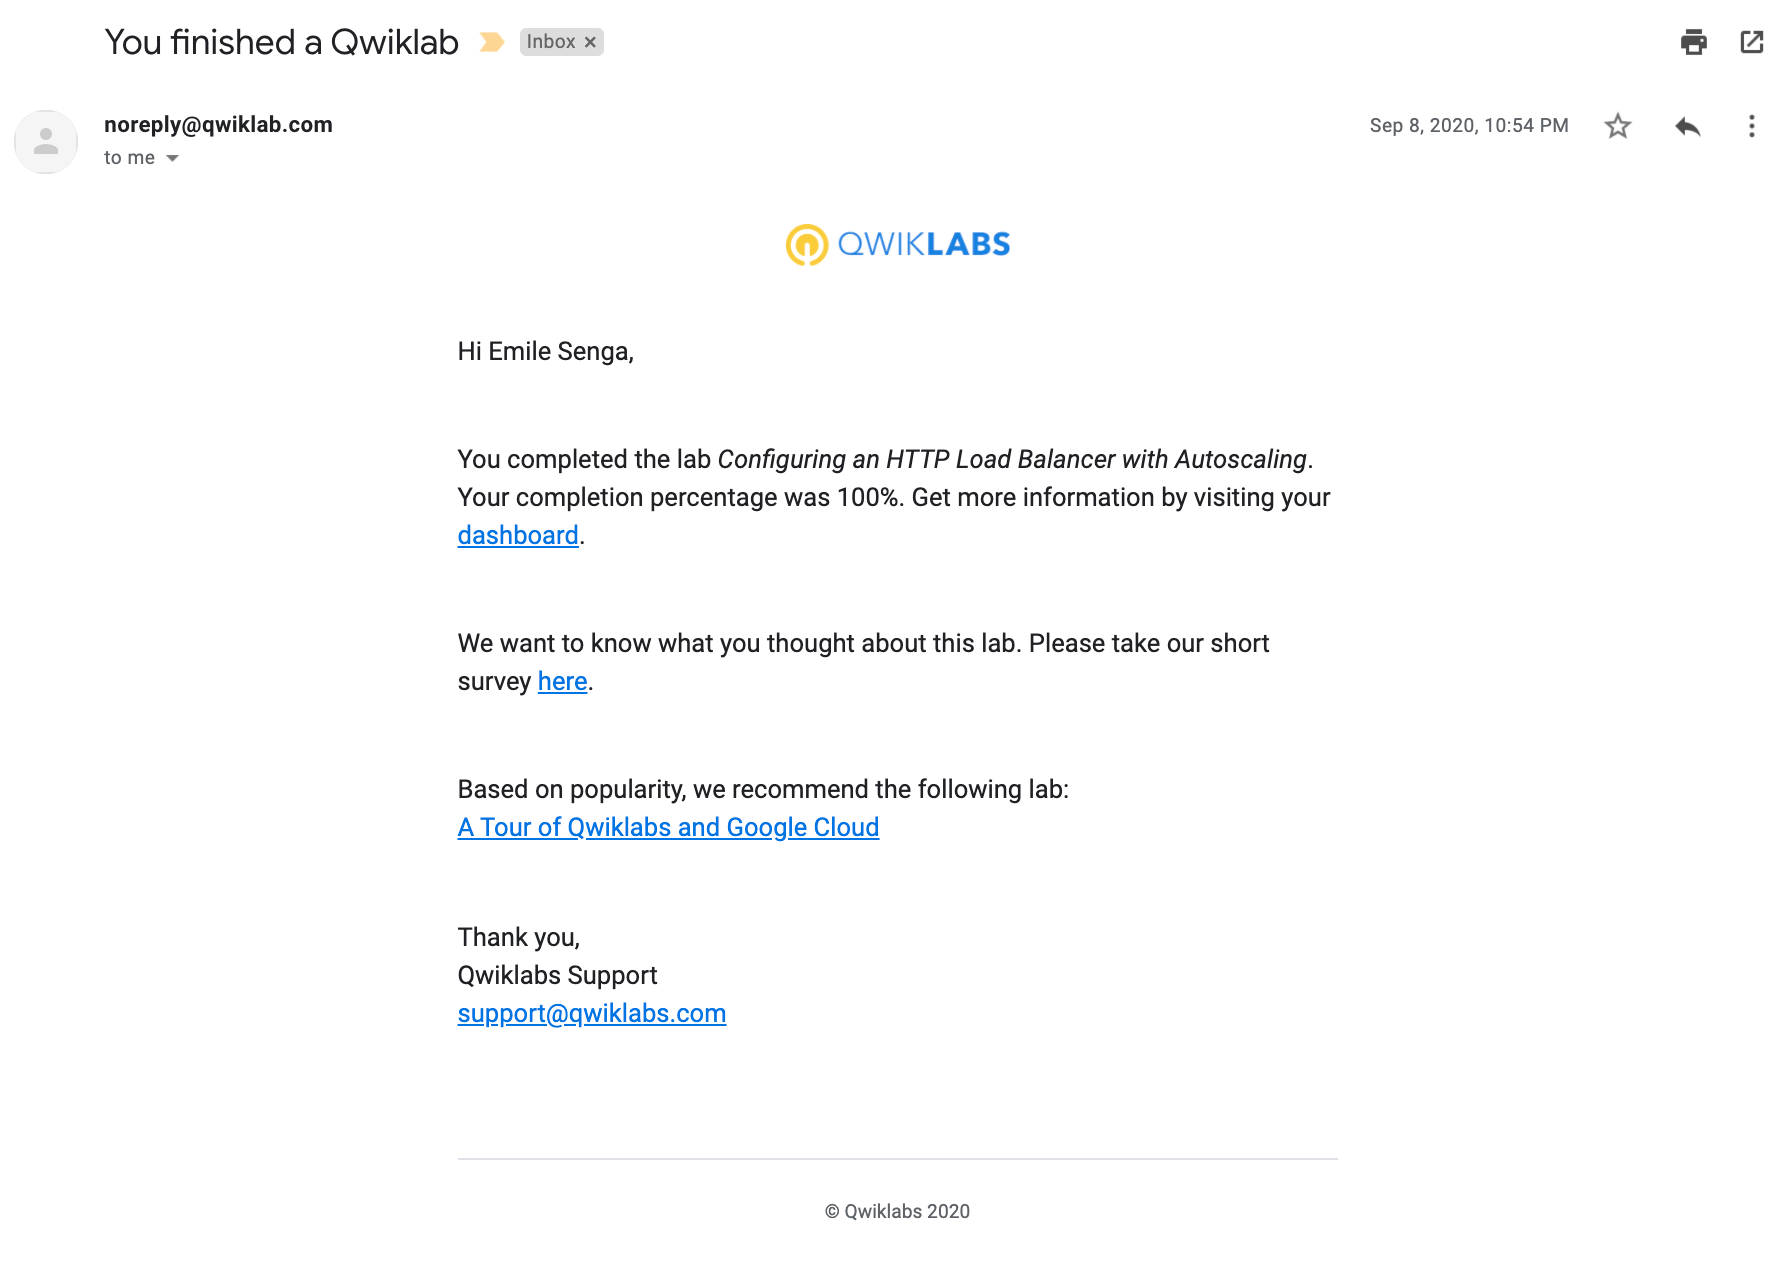 You finished a Qwiklab
Inbox ×
noreply@qwiklab.com
Sep 8, 2020, 10:54 PM
to me
QWIKLABS
Hi Emile Senga,
You completed the lab Configuring an HTTP Load Balancer with Autoscaling.
Your completion percentage was 100%. Get more information by visiting your
dashboard.
We want to know what you thought about this lab. Please take our short
survey here.
Based on popularity, we recommend the following lab:
A Tour of Qwiklabs and Google Cloud
Thank you,
Qwiklabs Support
support@qwiklabs.com
© Qwiklabs 2020